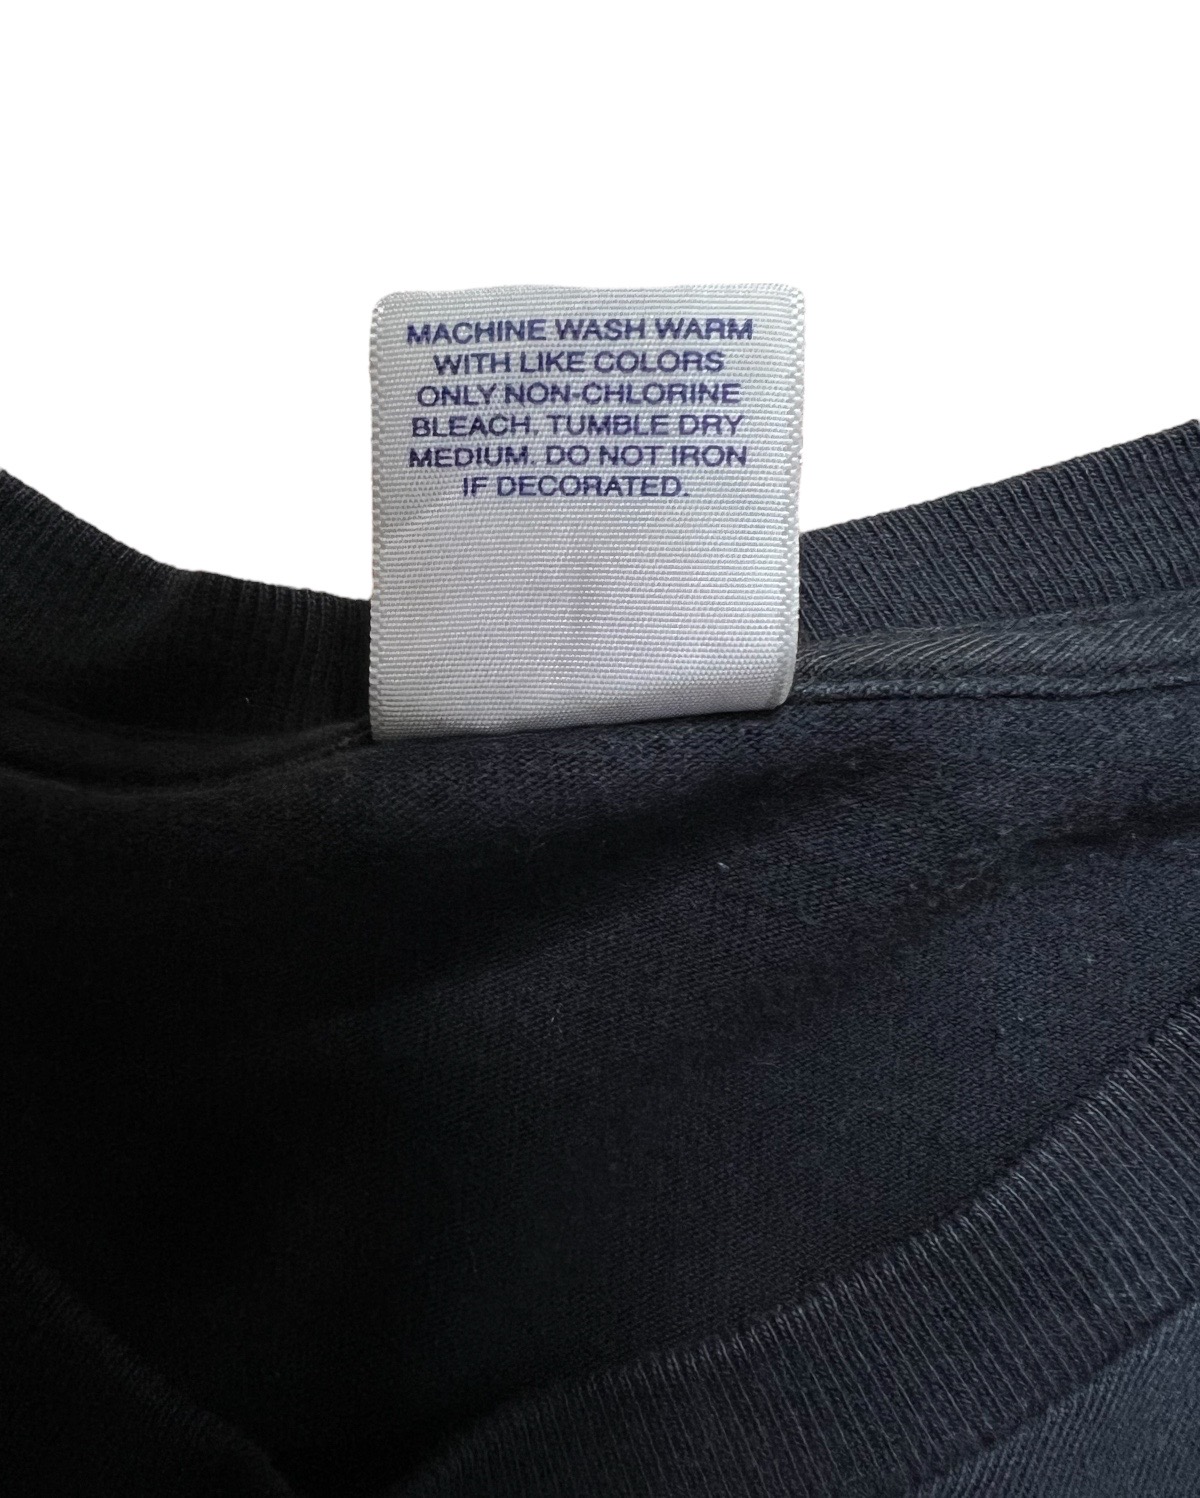 MACHINE WASH WARM
WITH LIKE COLORS
ONLY NON-CHLORINE
BLEACH. TUMBLE DRY
MEDIUM. DO NOT IRON
IF DECORATED.